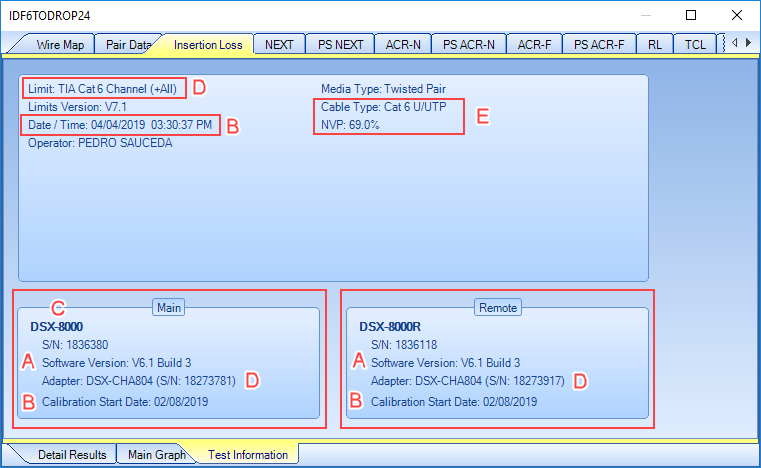 IDF6TODROP24
Wire Map Pair Data Insertion Loss NEXT PS NEXT ACR-N PS ACR-N ACR-F PS ACR-F RL TCL
Limit: TIA Cat 6 Channel (+All) D
Limits Version: V7.1
Date / Time: 04/04/2019 03:30:37 PM B
Operator: PEDRO SAUCEDA
Media Type: Twisted Pair
Cable Type: Cat 6 U/UTP
NVP: 69.0%
E
C
Main
DSX-8000
S/N: 1836380
A Software Version: V6.1 Build 3
Adapter: DSX-CHA804 (S/N: 18273781) D
B Calibration Start Date: 02/08/2019
Remote
DSX-8000R
S/N: 1836118
A Software Version: V6.1 Build 3
Adapter: DSX-CHA804 (S/N: 18273917) D
B Calibration Start Date: 02/08/2019
Detail Results Main Graph Test Information